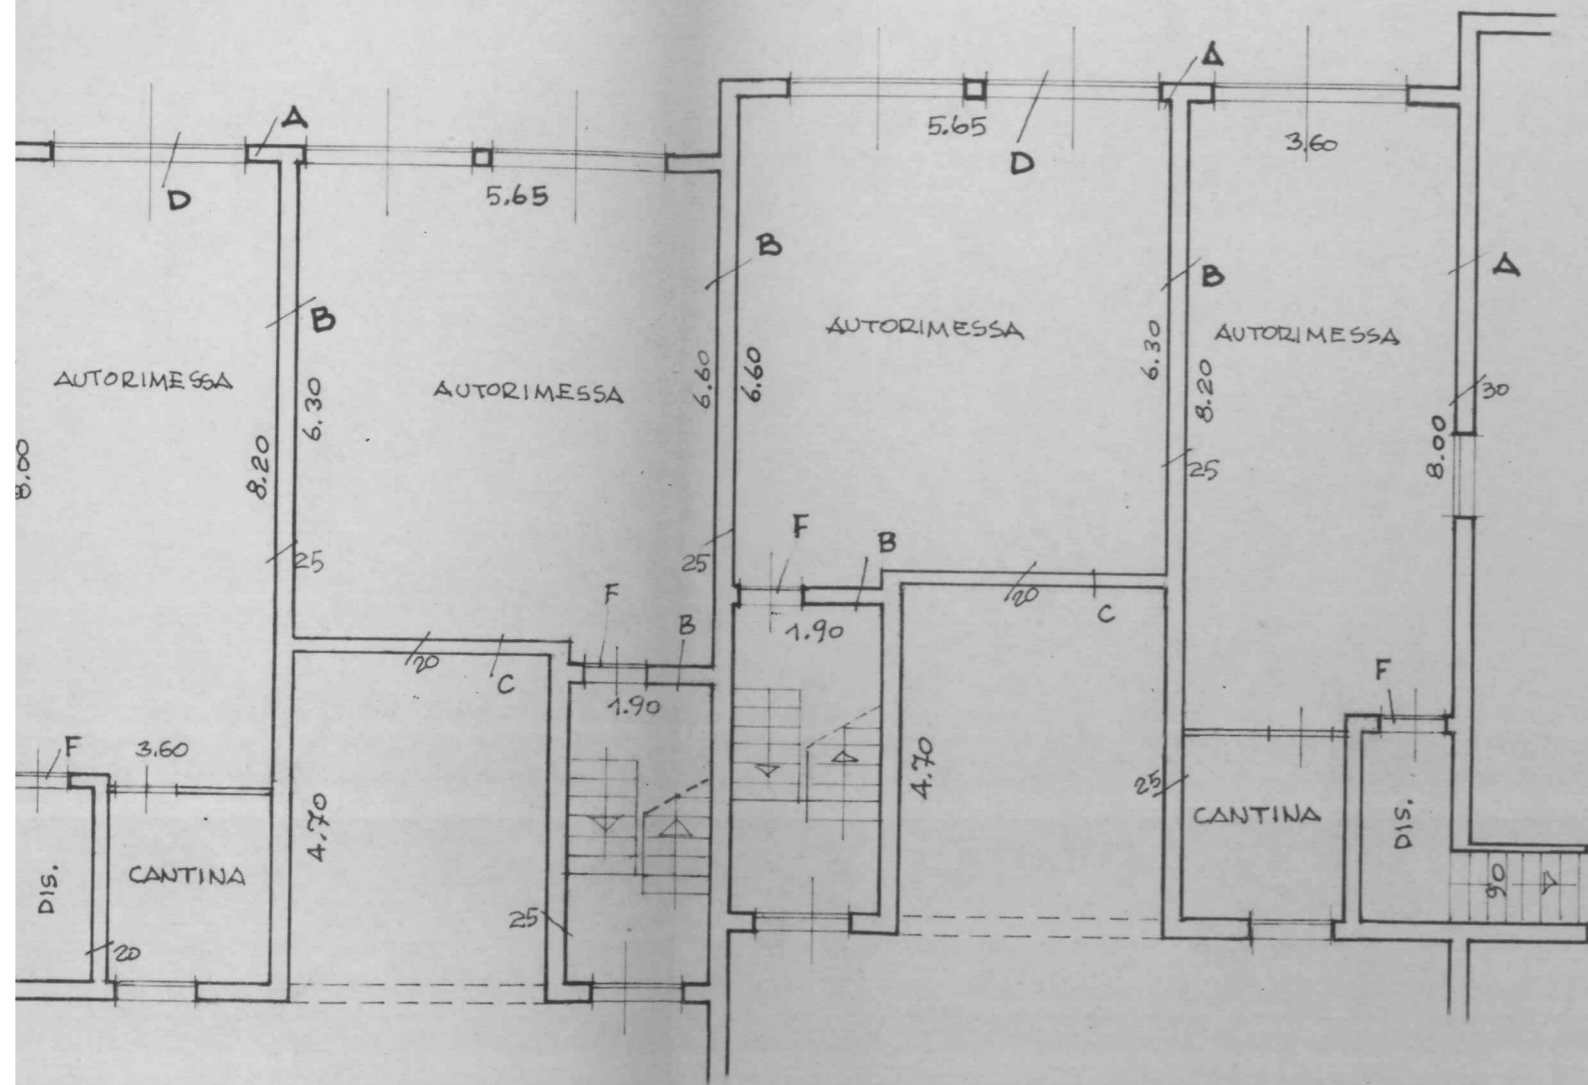 A
D
5.65
B
AUTORIMESSA
8.00
8.20
6.30
AUTORIMESSA
6.60
25
25
F
B
20
C
1.90
F
3.60
4.70
CANTINA
DIS.
20
25
A
5.65
D
3.60
B
B
A
AUTORIMESSA
AUTORIMESSA
6.60
6.30
8.20
30
25
8.00
F
B
20
C
1.90
F
4.70
25
CANTINA
DIS.
90